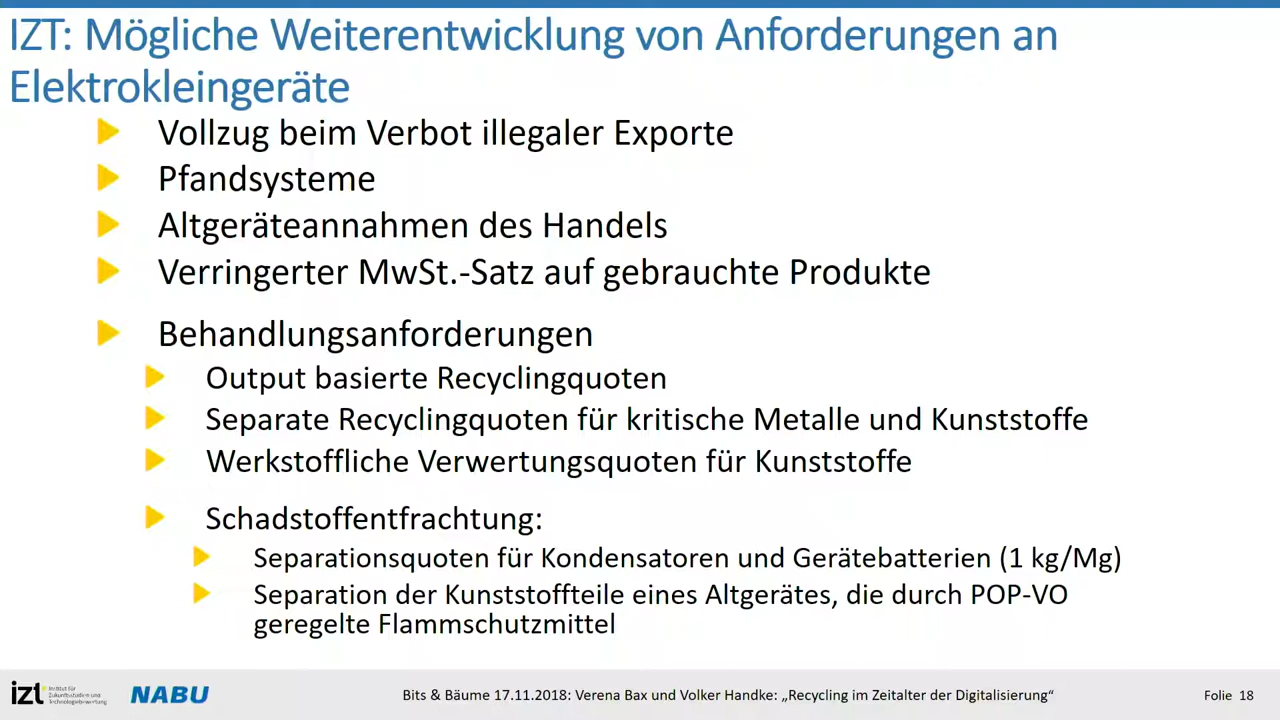 IZT: Mögliche Weiterentwicklung von Anforderungen an
Elektrokleingeräte
Vollzug beim Verbot illegaler Exporte
Pfandsysteme
Altgeräteannahmen des Handels
Verringerter MwSt.-Satz auf gebrauchte Produkte
Behandlungsanforderungen
Output basierte Recyclingquoten
Separate Recyclingquoten für kritische Metalle und Kunststoffe
Werkstoffliche Verwertungsquoten für Kunststoffe
Schadstoffentfrachtung:
Separationsquoten für Kondensatoren und Gerätebatterien (1 kg/Mg)
Separation der Kunststoffteile eines Altgerätes, die durch POP-VO
geregelte Flammschutzmittel
izt Institut für
Zukunftsstudien und
Technologiebewertung
NABU
Bits & Bäume 17.11.2018: Verena Bax und Volker Handke: „Recycling im Zeitalter der Digitalisierung“
Folie 18